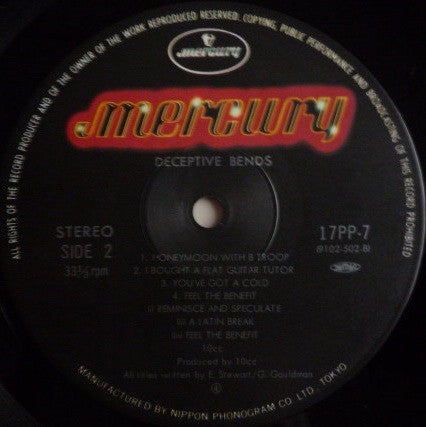 ALL RIGHTS OF THE RECORD PRODUCER AND OF THE OWNER OF THE WORK REPRODUCED RESERVED. COPYING, PUBLIC PERFORMANCE AND BROADCASTING OF THIS RECORD PROHIBITED
mercury
mercury
DECEPTIVE BENDS
STEREO
SIDE 2
33⅓ rpm
17PP-7
(9102-502-B)
1. HONEYMOON WITH B TROOP
2. I BOUGHT A FLAT GUITAR TUTOR
3. YOU'VE GOT A COLD
4. FEEL THE BENEFIT
i) REMINISCE AND SPECULATE
ii) A LATIN BREAK
iii) FEEL THE BENEFIT
10cc
Produced by 10cc
All titles written by E. Stewart/G. Gouldman
MANUFACTURED BY NIPPON PHONOGRAM CO LTD. TOKYO